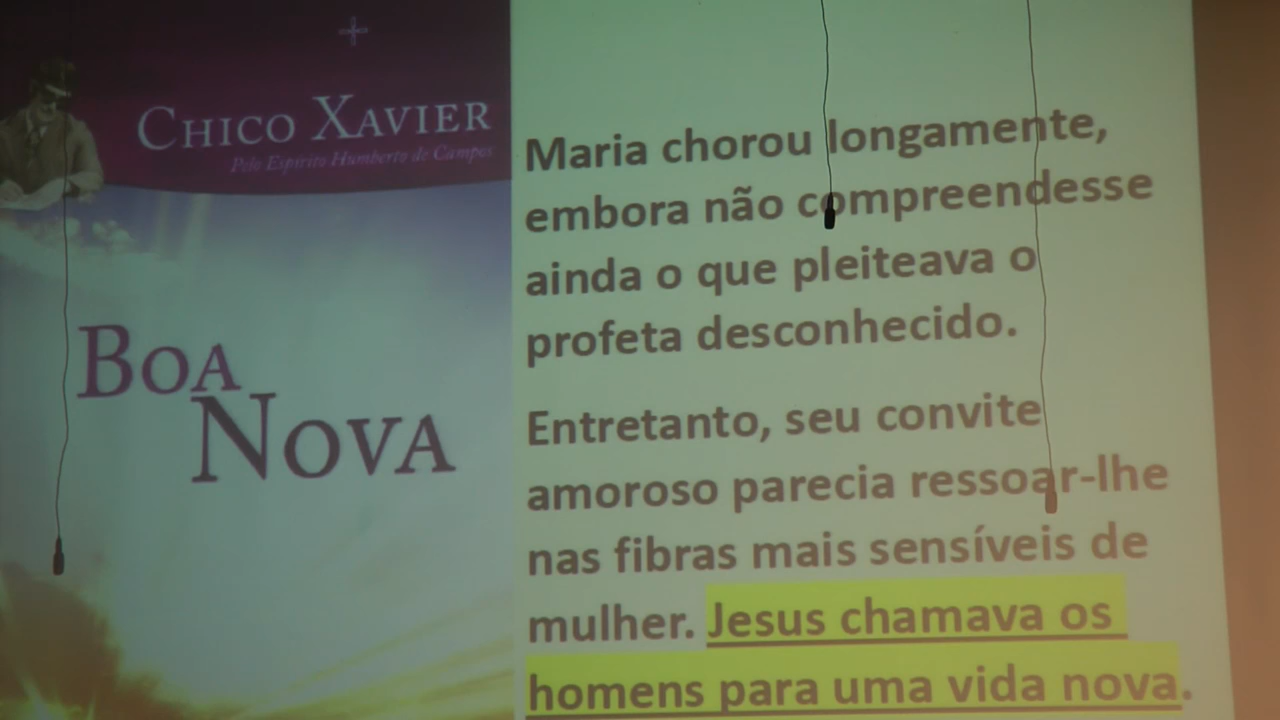 CHICO XAVIER
Pelo Espírito Humberto de Campos
BOA
NOVA
Maria chorou longamente,
embora não compreendesse
ainda o que pleiteava o
profeta desconhecido.
Entretanto, seu convite
amoroso parecia ressoar-lhe
nas fibras mais sensíveis de
mulher. Jesus chamava os
homens para uma vida nova.